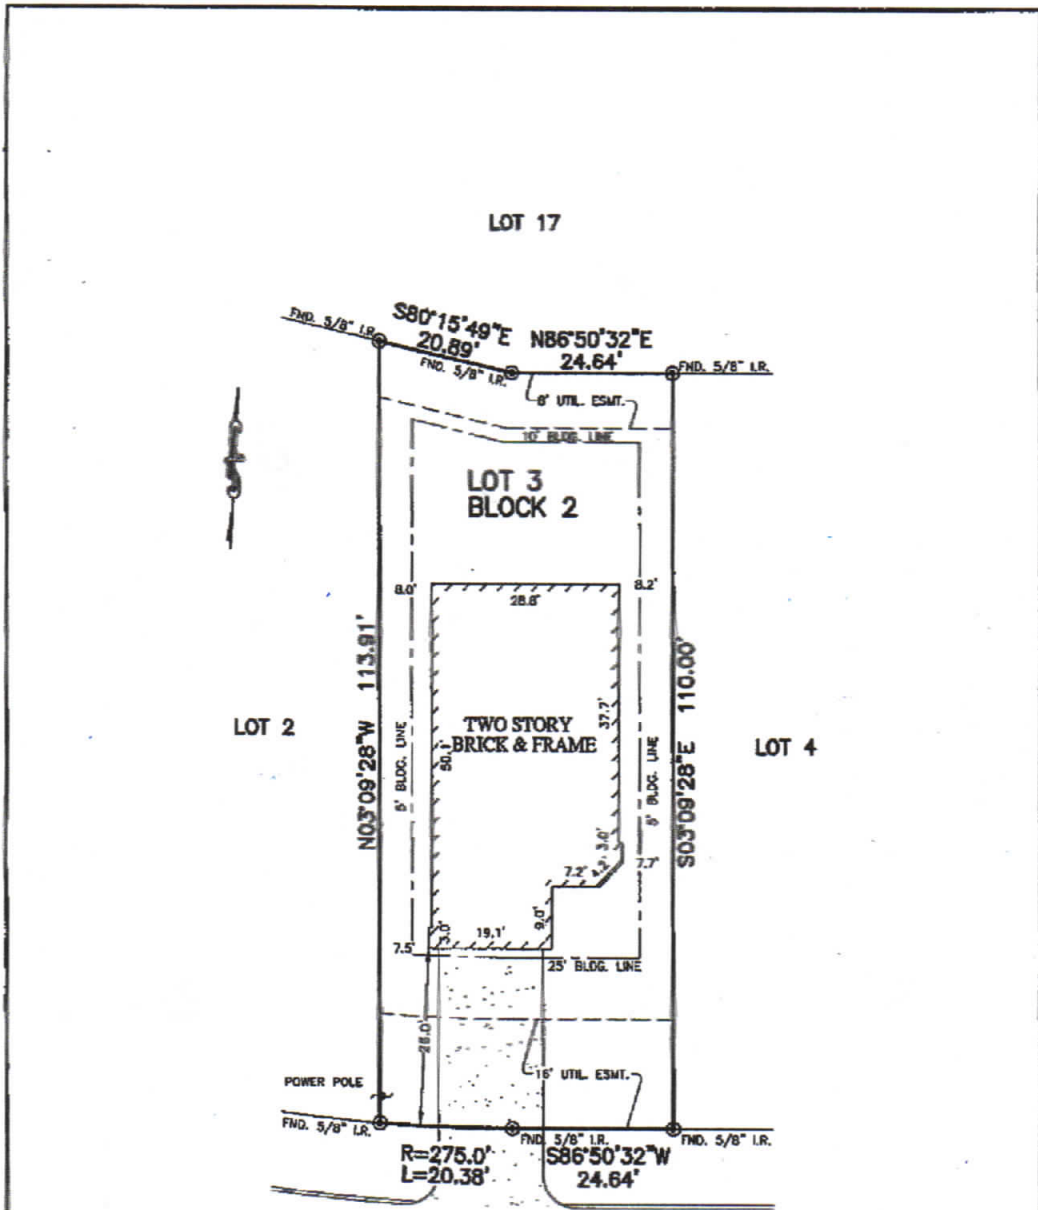 LOT 17
FND. 5/8" I.R.
S80°15'49"E
20.89'
FND. 5/8" I.R.
N86°50'32"E
24.64'
FND. 5/8" I.R.
UTIL. ESMT.
10' BLDG. LINE
LOT 3
BLOCK 2
8.0'
8.2'
28.8'
N03°09'28"W 113.91'
S03°09'28"E 110.00'
LOT 2
LOT 4
TWO STORY
BRICK & FRAME
50.1'
37.7'
5' BLDG. LINE
5' BLDG. LINE
3.0'
4.2'
7.2'
7.7'
9.0'
3.0'
19.1'
7.5'
25' BLDG. LINE
16' UTIL. ESMT.
POWER POLE
FND. 5/8" I.R.
FND. 5/8" I.R.
FND. 5/8" I.R.
R=275.0'
L=20.38'
S86°50'32"W
24.64'